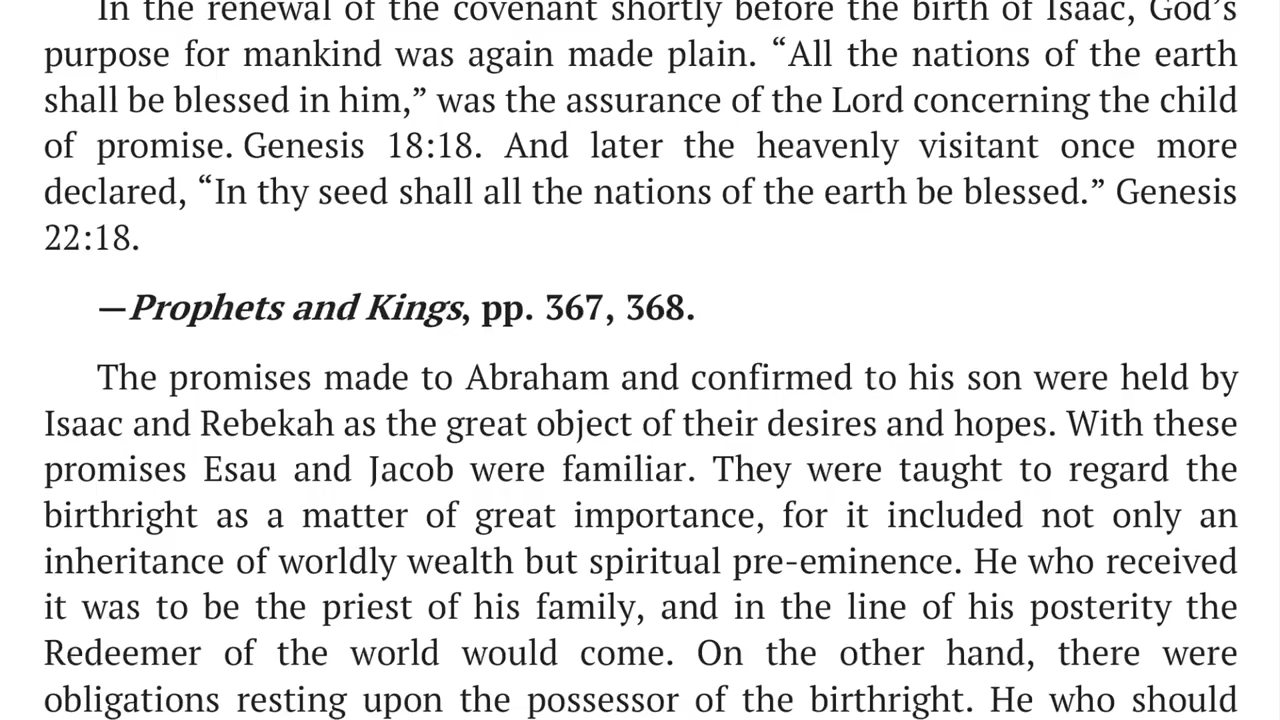 In the renewal of the covenant shortly before the birth of Isaac, God’s
purpose for mankind was again made plain. “All the nations of the earth
shall be blessed in him,” was the assurance of the Lord concerning the child
of promise. Genesis 18:18. And later the heavenly visitant once more
declared, “In thy seed shall all the nations of the earth be blessed.” Genesis
22:18.
—Prophets and Kings, pp. 367, 368.
The promises made to Abraham and confirmed to his son were held by
Isaac and Rebekah as the great object of their desires and hopes. With these
promises Esau and Jacob were familiar. They were taught to regard the
birthright as a matter of great importance, for it included not only an
inheritance of worldly wealth but spiritual pre-eminence. He who received
it was to be the priest of his family, and in the line of his posterity the
Redeemer of the world would come. On the other hand, there were
obligations resting upon the possessor of the birthright. He who should